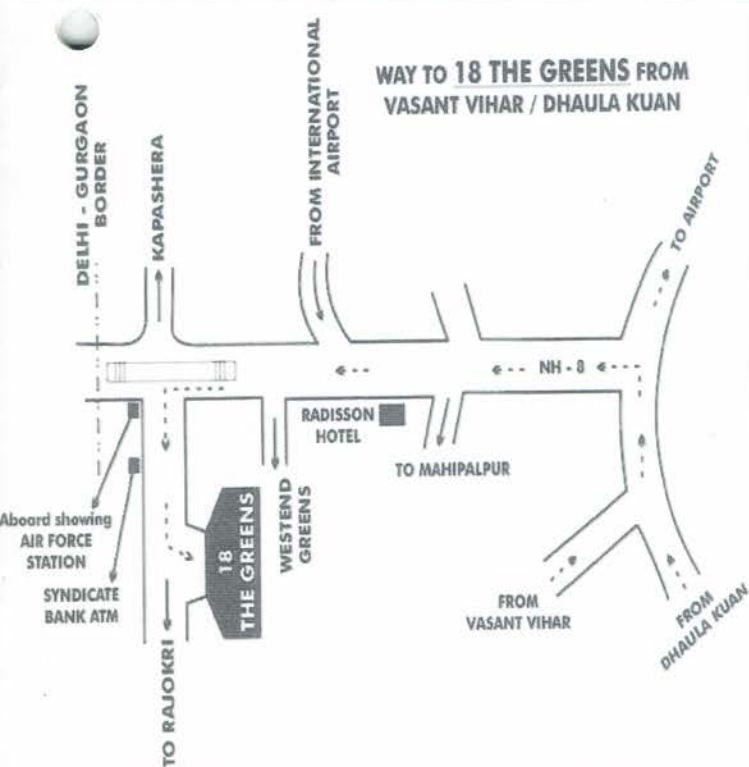 WAY TO 18 THE GREENS FROM
VASANT VIHAR / DHAULA KUAN
DELHI - GURGAON
BORDER
KAPASHERA
FROM INTERNATIONAL
AIRPORT
TO AIRPORT
NH - 8
RADISSON
HOTEL
TO MAHIPALPUR
WESTEND
GREENS
18
THE GREENS
Aboard showing
AIR FORCE
STATION
SYNDICATE
BANK ATM
FROM
VASANT VIHAR
FROM
DHAULA KUAN
TO RAJOKRI